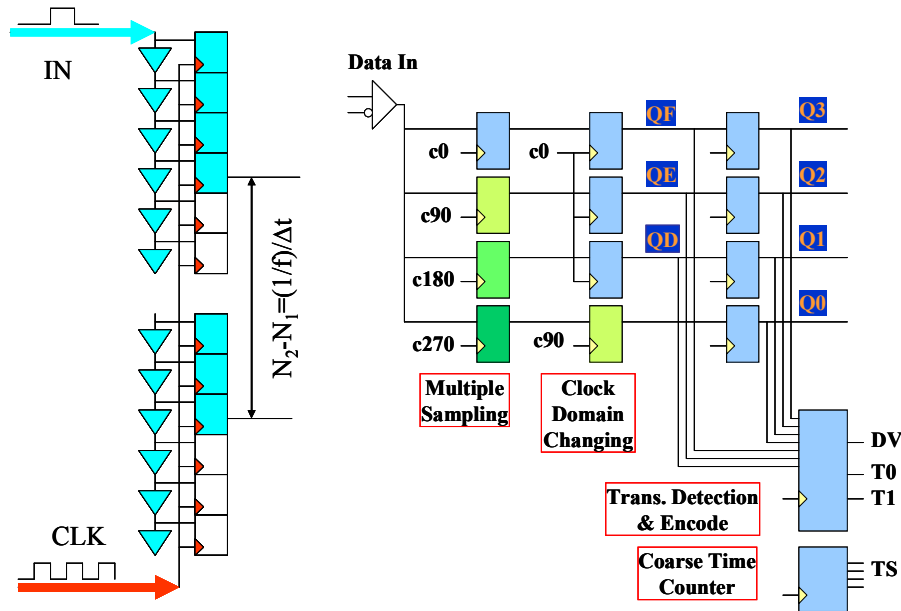 IN
CLK
N₂-N₁=(1/f)/Δt
Data In
c0
c90
c180
c270
c0
c90
QF
QE
QD
Q3
Q2
Q1
Q0
Multiple
Sampling
Clock
Domain
Changing
Trans. Detection
& Encode
Coarse Time
Counter
DV
T0
T1
TS